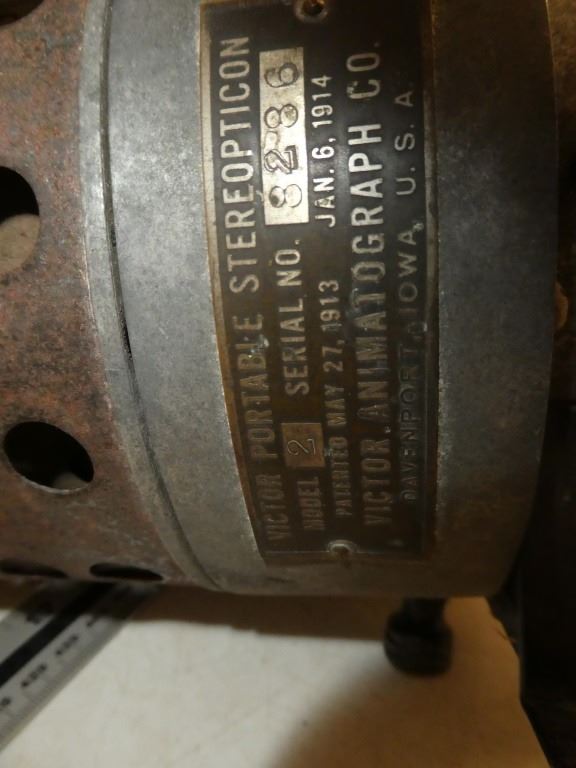 VICTOR PORTABLE STEREOPTICON
MODEL 2 SERIAL NO. 8286
PATENTED MAY 27, 1913 JAN. 6, 1914
VICTOR ANIMATOGRAPH CO.
DAVENPORT, IOWA, U. S. A.